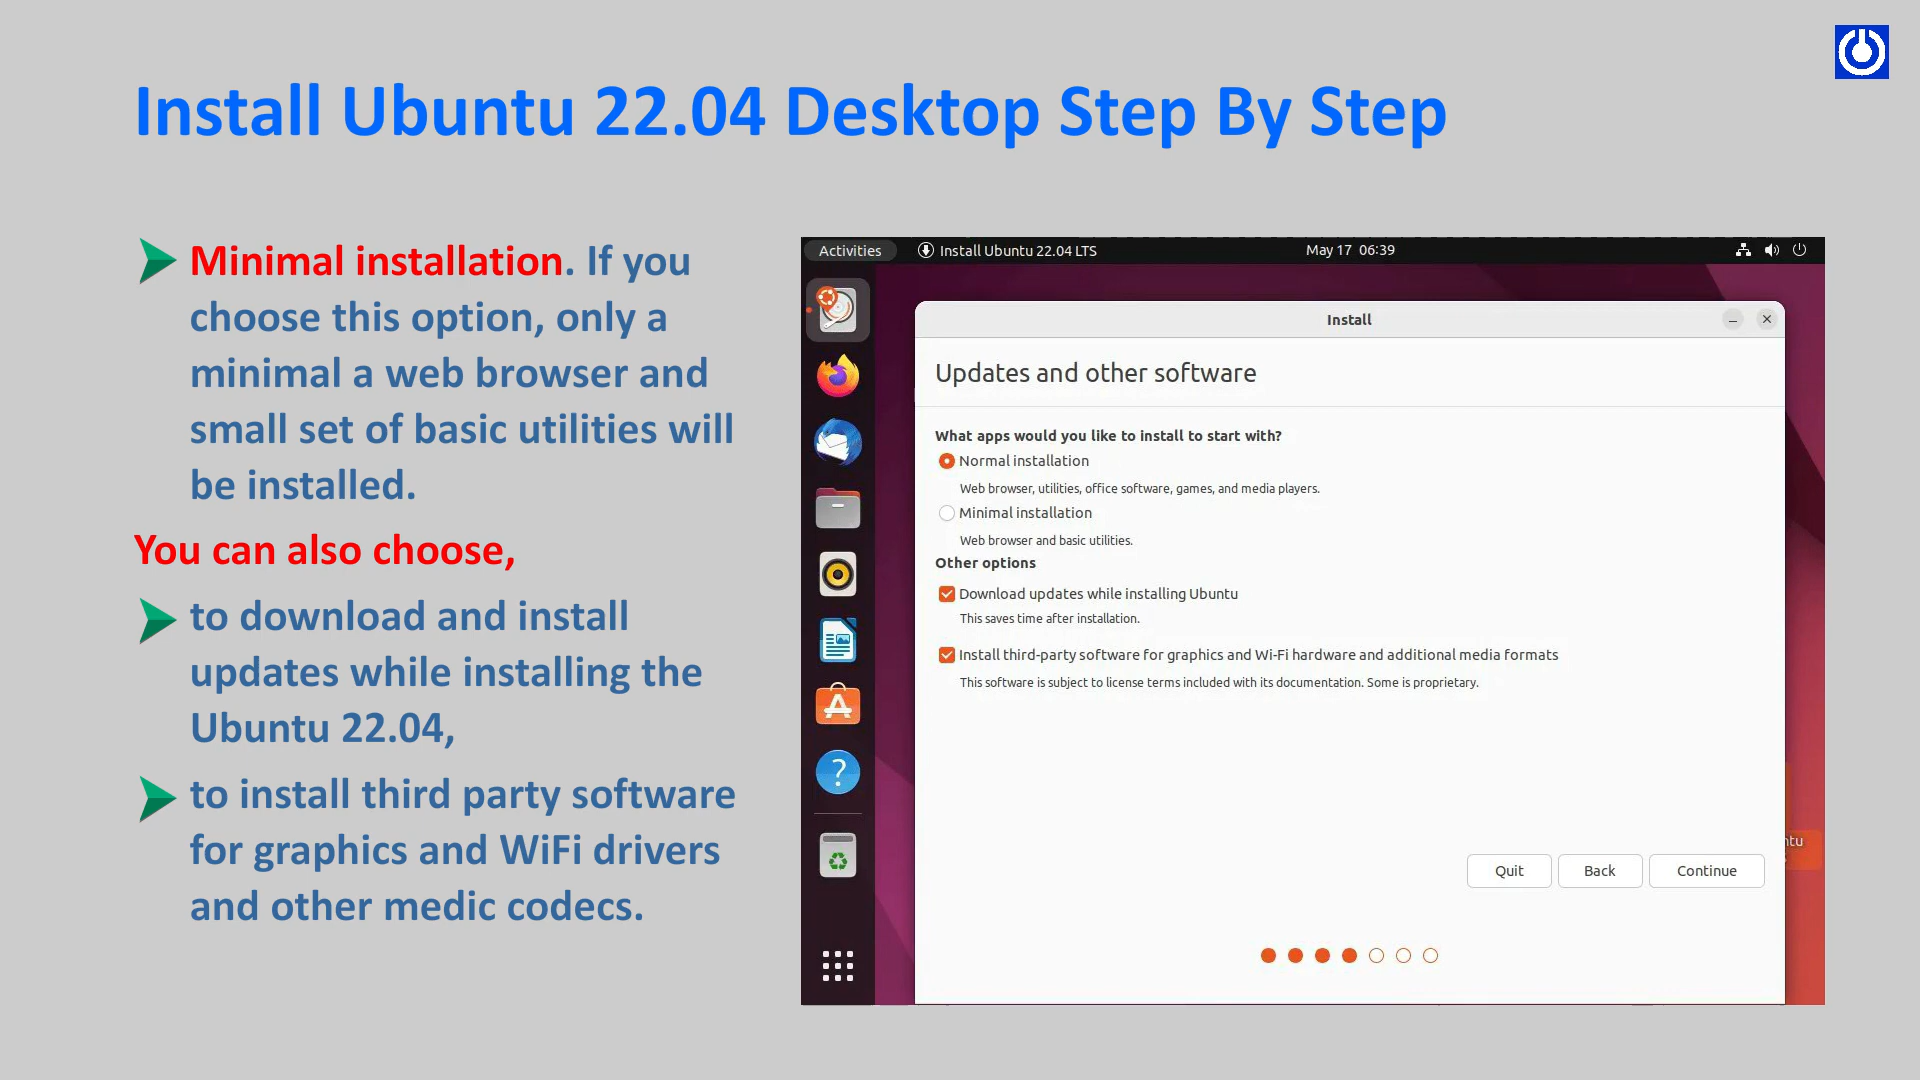 Install Ubuntu 22.04 Desktop Step By Step
Minimal installation. If you
choose this option, only a
minimal a web browser and
small set of basic utilities will
be installed.
You can also choose,
to download and install
updates while installing the
Ubuntu 22.04,
to install third party software
for graphics and WiFi drivers
and other medic codecs.
Activities
Install Ubuntu 22.04 LTS
May 17 06:39
Install
Updates and other software
What apps would you like to install to start with?
Normal installation
Web browser, utilities, office software, games, and media players.
Minimal installation
Web browser and basic utilities.
Other options
Download updates while installing Ubuntu
This saves time after installation.
Install third-party software for graphics and Wi-Fi hardware and additional media formats
This software is subject to license terms included with its documentation. Some is proprietary.
ntu
Quit
Back
Continue